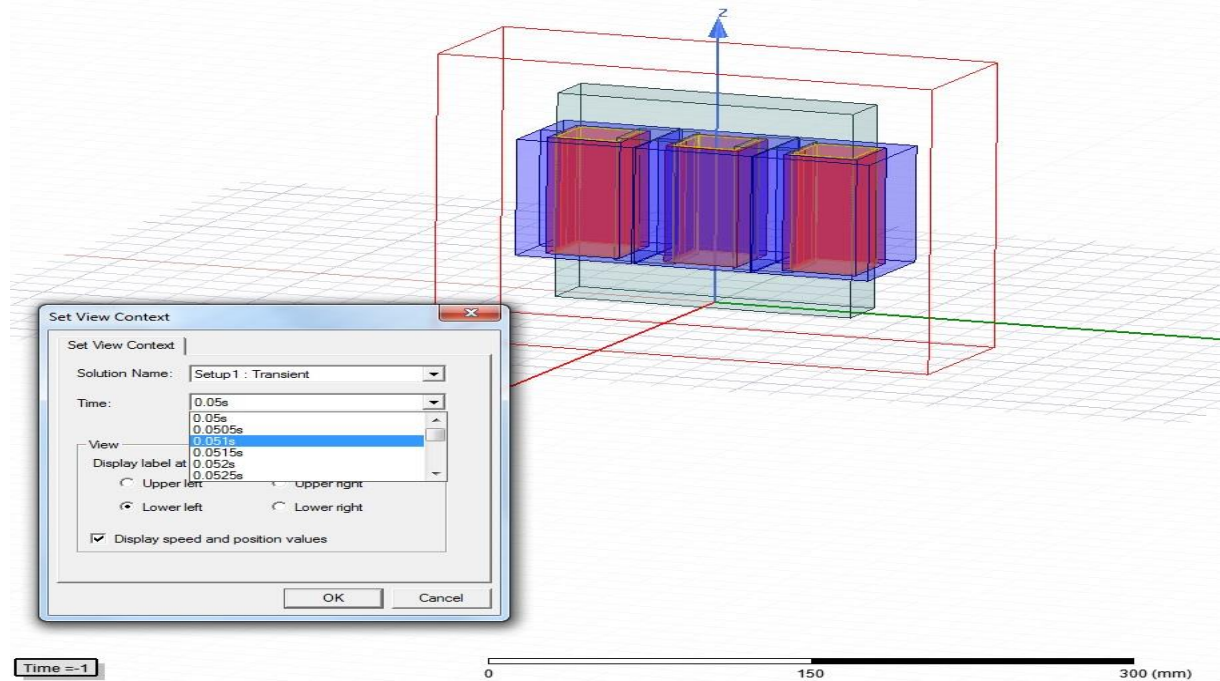 Z
Set View Context
Set View Context
Solution Name: Setup1 : Transient
Time: 0.05s
0.05s
0.0505s
0.051s
0.0515s
0.052s
0.0525s
View
Display label at
Upper left Upper right
Lower left Lower right
Display speed and position values
OK Cancel
Time =-1
0 150 300 (mm)